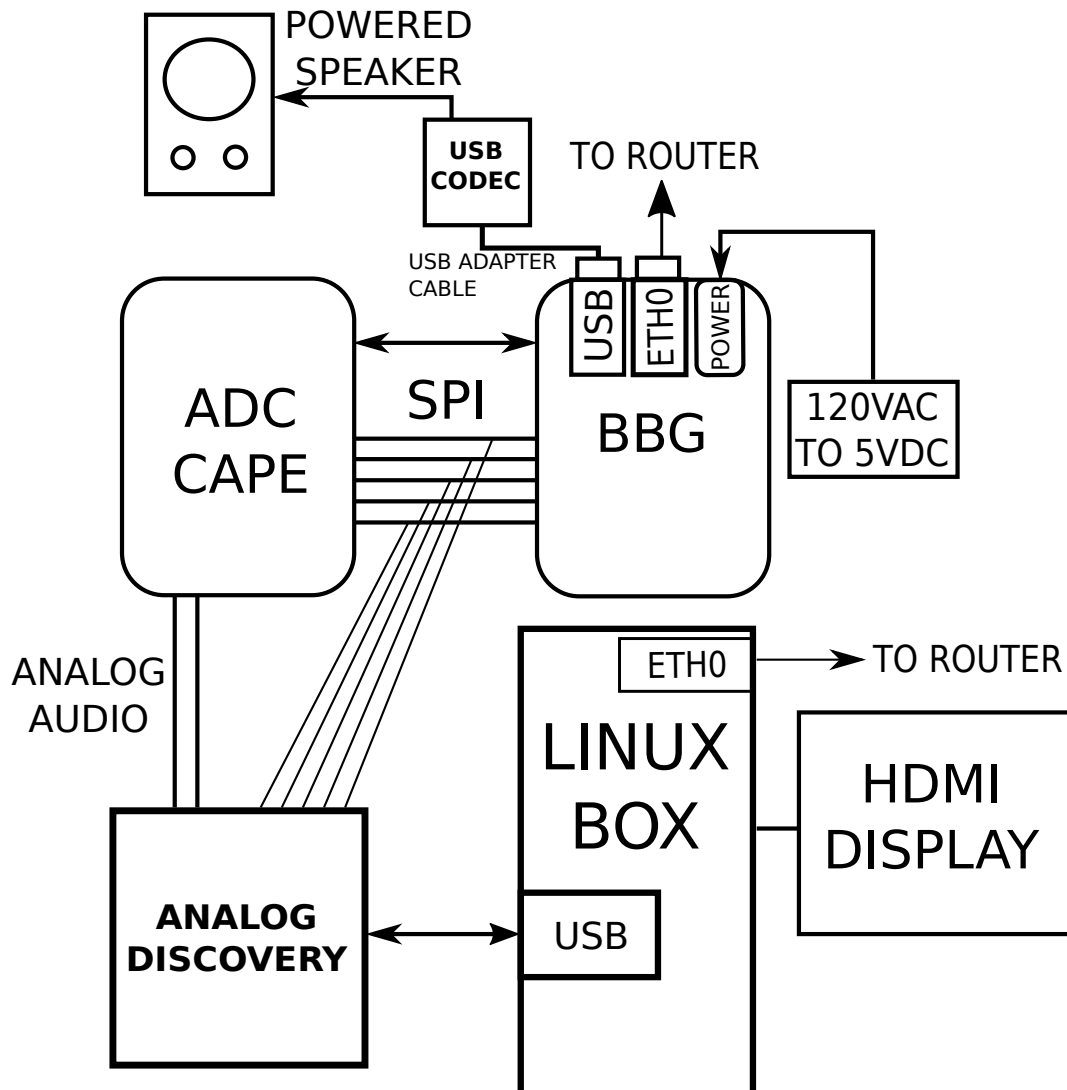 POWERED
SPEAKER
USB
CODEC
TO ROUTER
USB ADAPTER
CABLE
USB
ETH0
POWER
ADC
CAPE
SPI
BBG
120VAC
TO 5VDC
ANALOG
AUDIO
ETH0
TO ROUTER
LINUX
BOX
HDMI
DISPLAY
ANALOG
DISCOVERY
USB